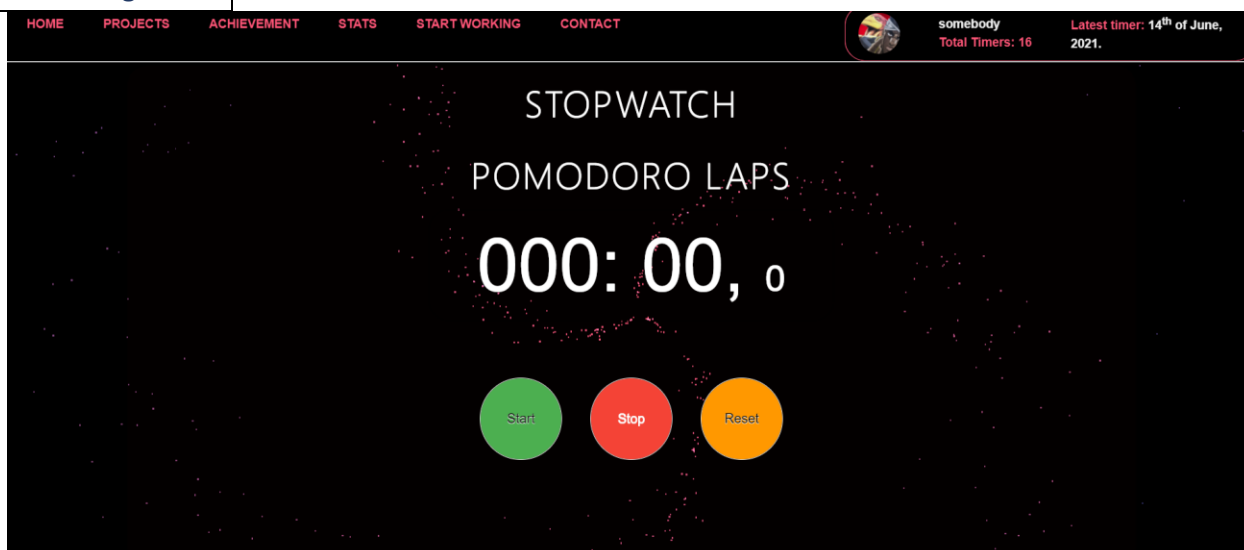 HOME PROJECTS ACHIEVEMENT STATS START WORKING CONTACT
somebody
Total Timers: 16
Latest timer: 14th of June,
2021.
STOPWATCH
POMODORO LAPS
000: 00, 0
Start Stop Reset